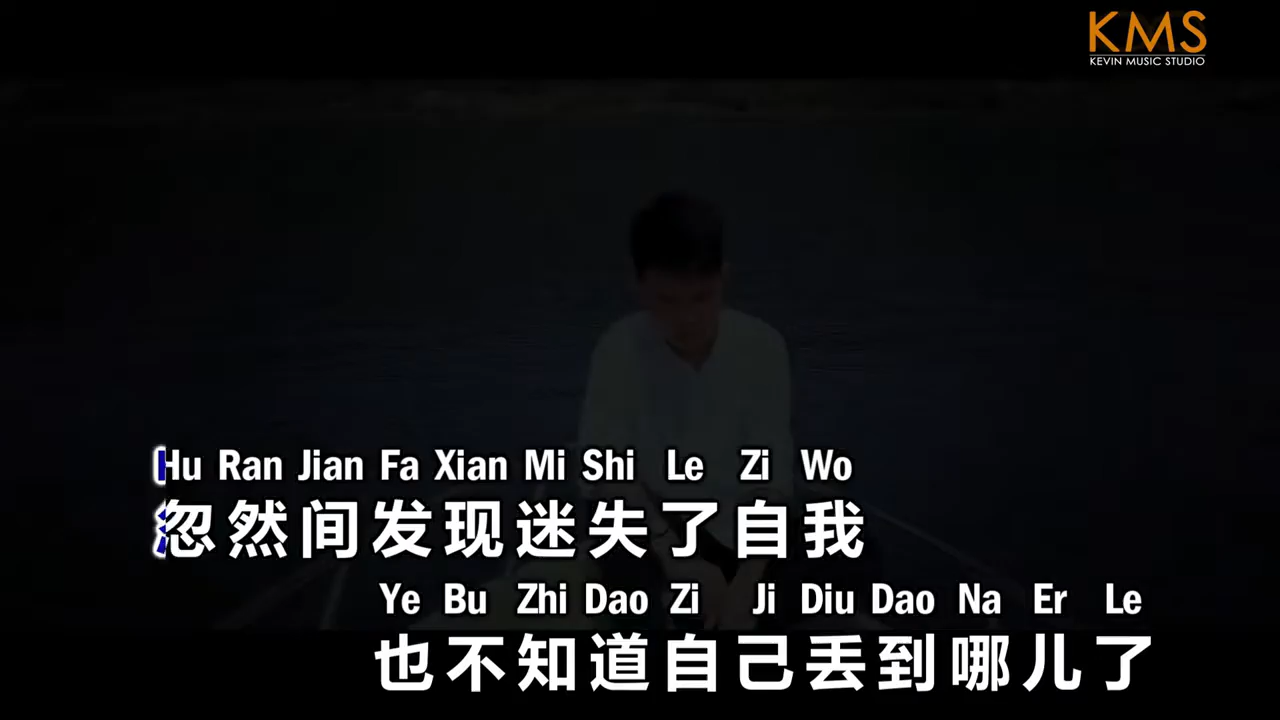 KMS
KEVIN MUSIC STUDIO
Hu Ran Jian Fa Xian Mi Shi Le Zi Wo
忽然间发现迷失了自我
Ye Bu Zhi Dao Zi Ji Diu Dao Na Er Le
也不知道自己丢到哪儿了